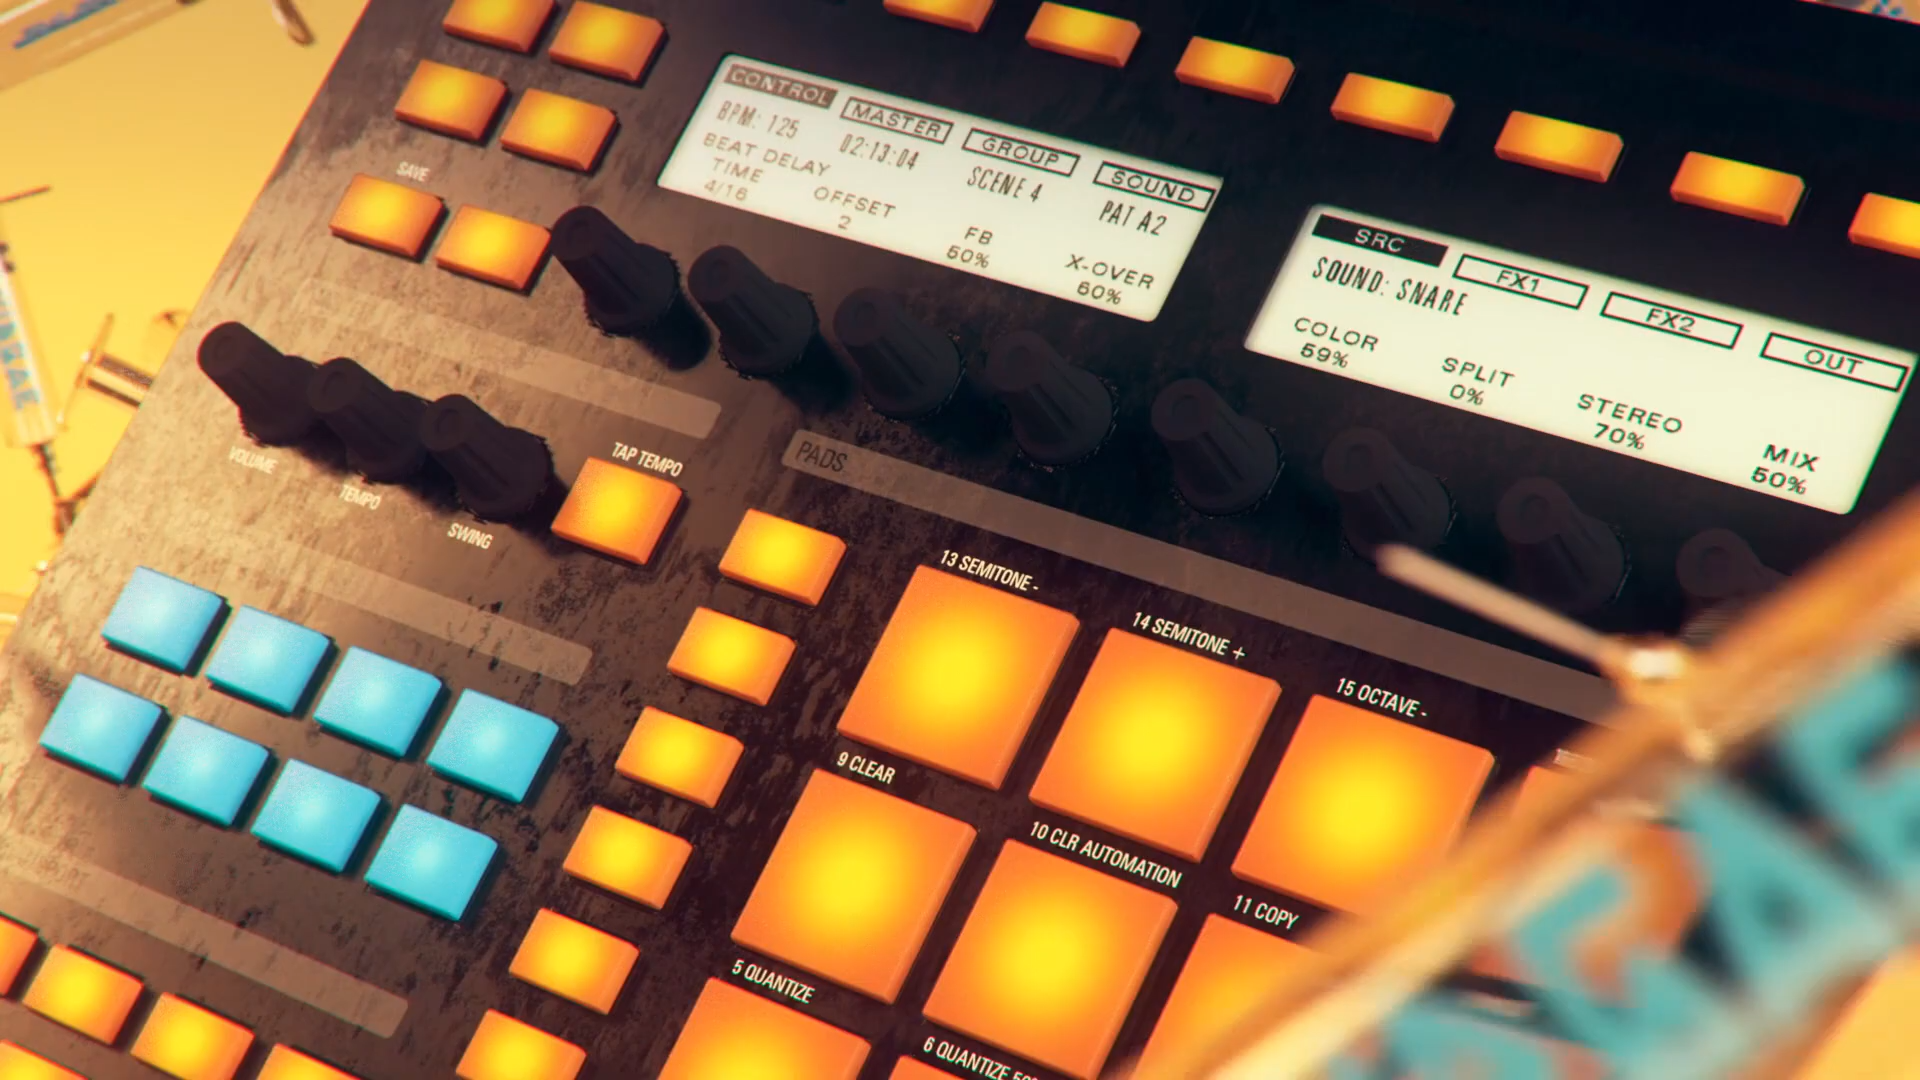 CONTROL
MASTER
GROUP
SOUND
BPM: 125
02:13:04
SCENE 4
PAT A2
BEAT DELAY
TIME
4/16
OFFSET
2
FB
50%
X-OVER
60%
SRC
FX1
FX2
OUT
SOUND: SNARE
COLOR
59%
SPLIT
0%
STEREO
70%
MIX
50%
SAVE
VOLUME
TEMPO
SWING
TAP TEMPO
PADS
13 SEMITONE -
14 SEMITONE +
15 OCTAVE -
9 CLEAR
10 CLR AUTOMATION
11 COPY
5 QUANTIZE
6 QUANTIZE